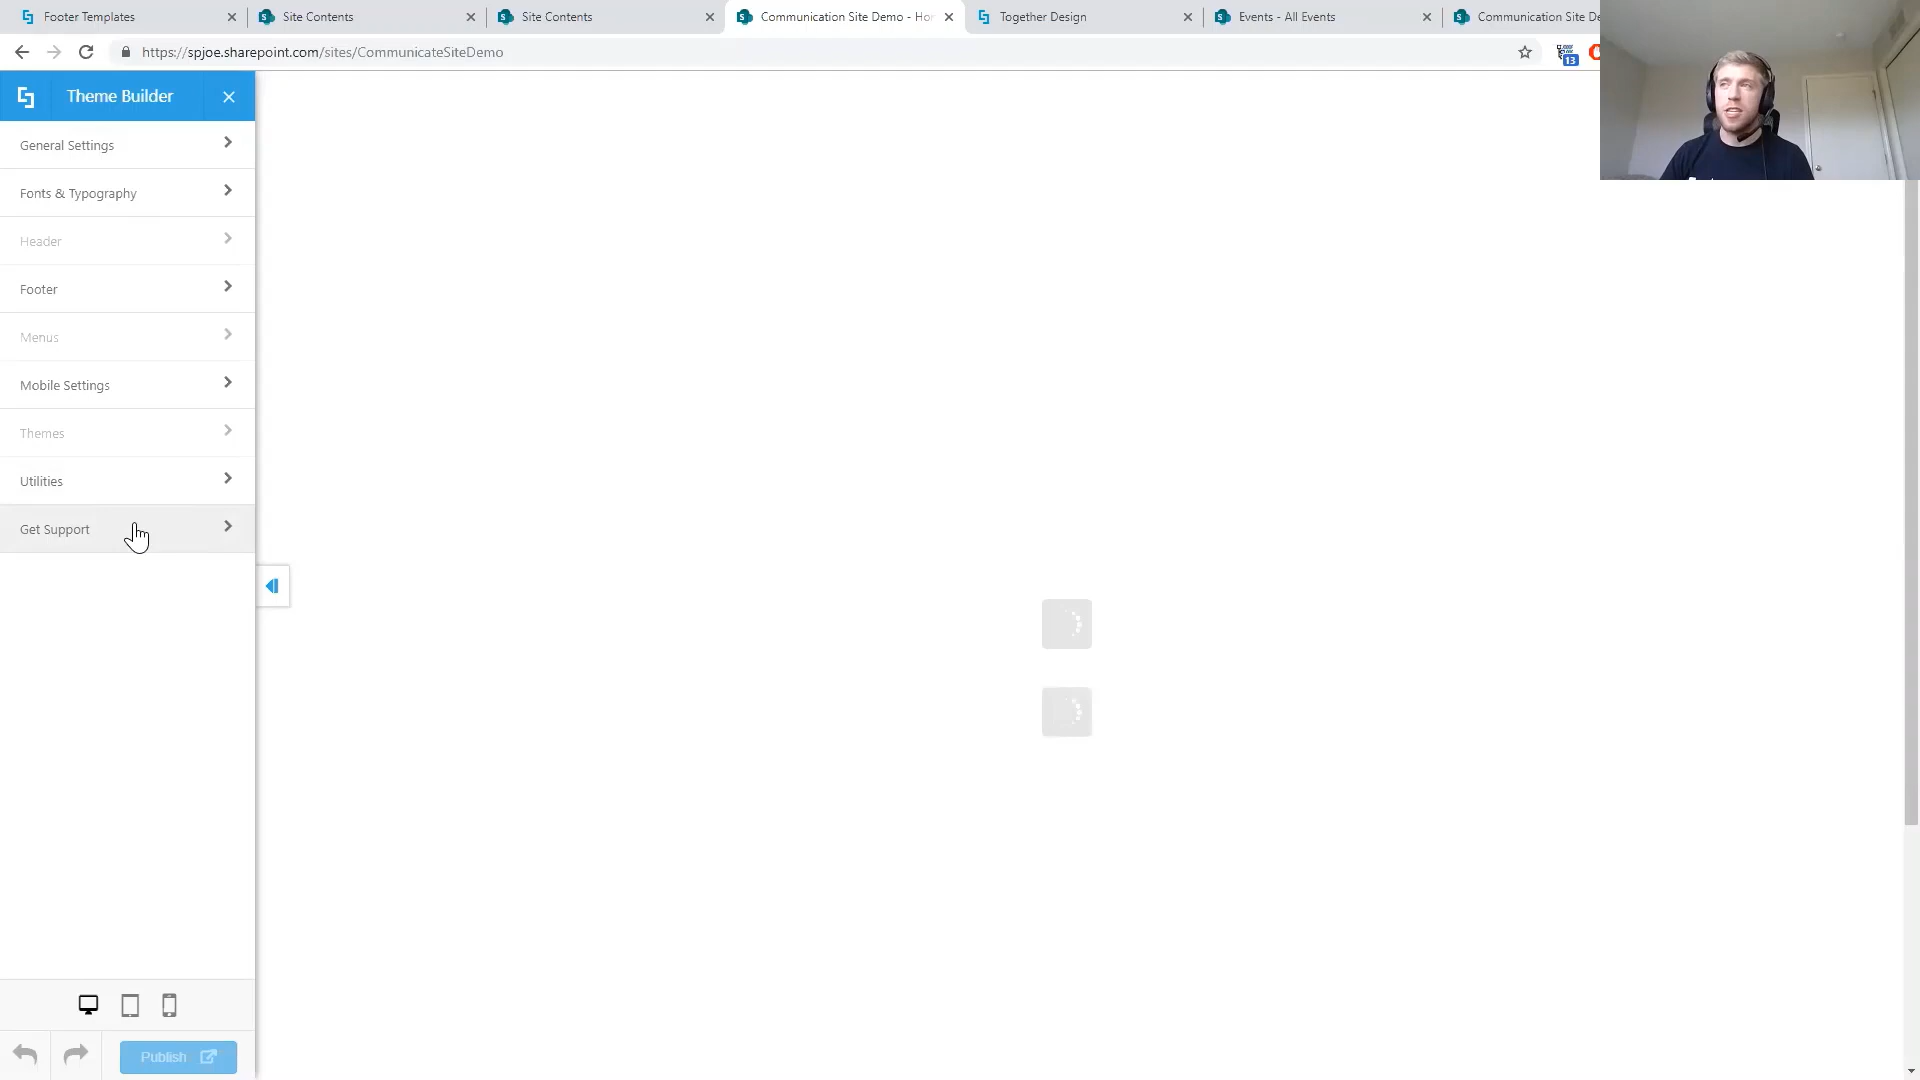 Footer Templates
Site Contents
Site Contents
Communication Site Demo - Hor
Together Design
Events - All Events
Communication Site De
https://spjoe.sharepoint.com/sites/CommunicateSiteDemo
13
Theme Builder
General Settings
Fonts & Typography
Header
Footer
Menus
Mobile Settings
Themes
Utilities
Get Support
Publish